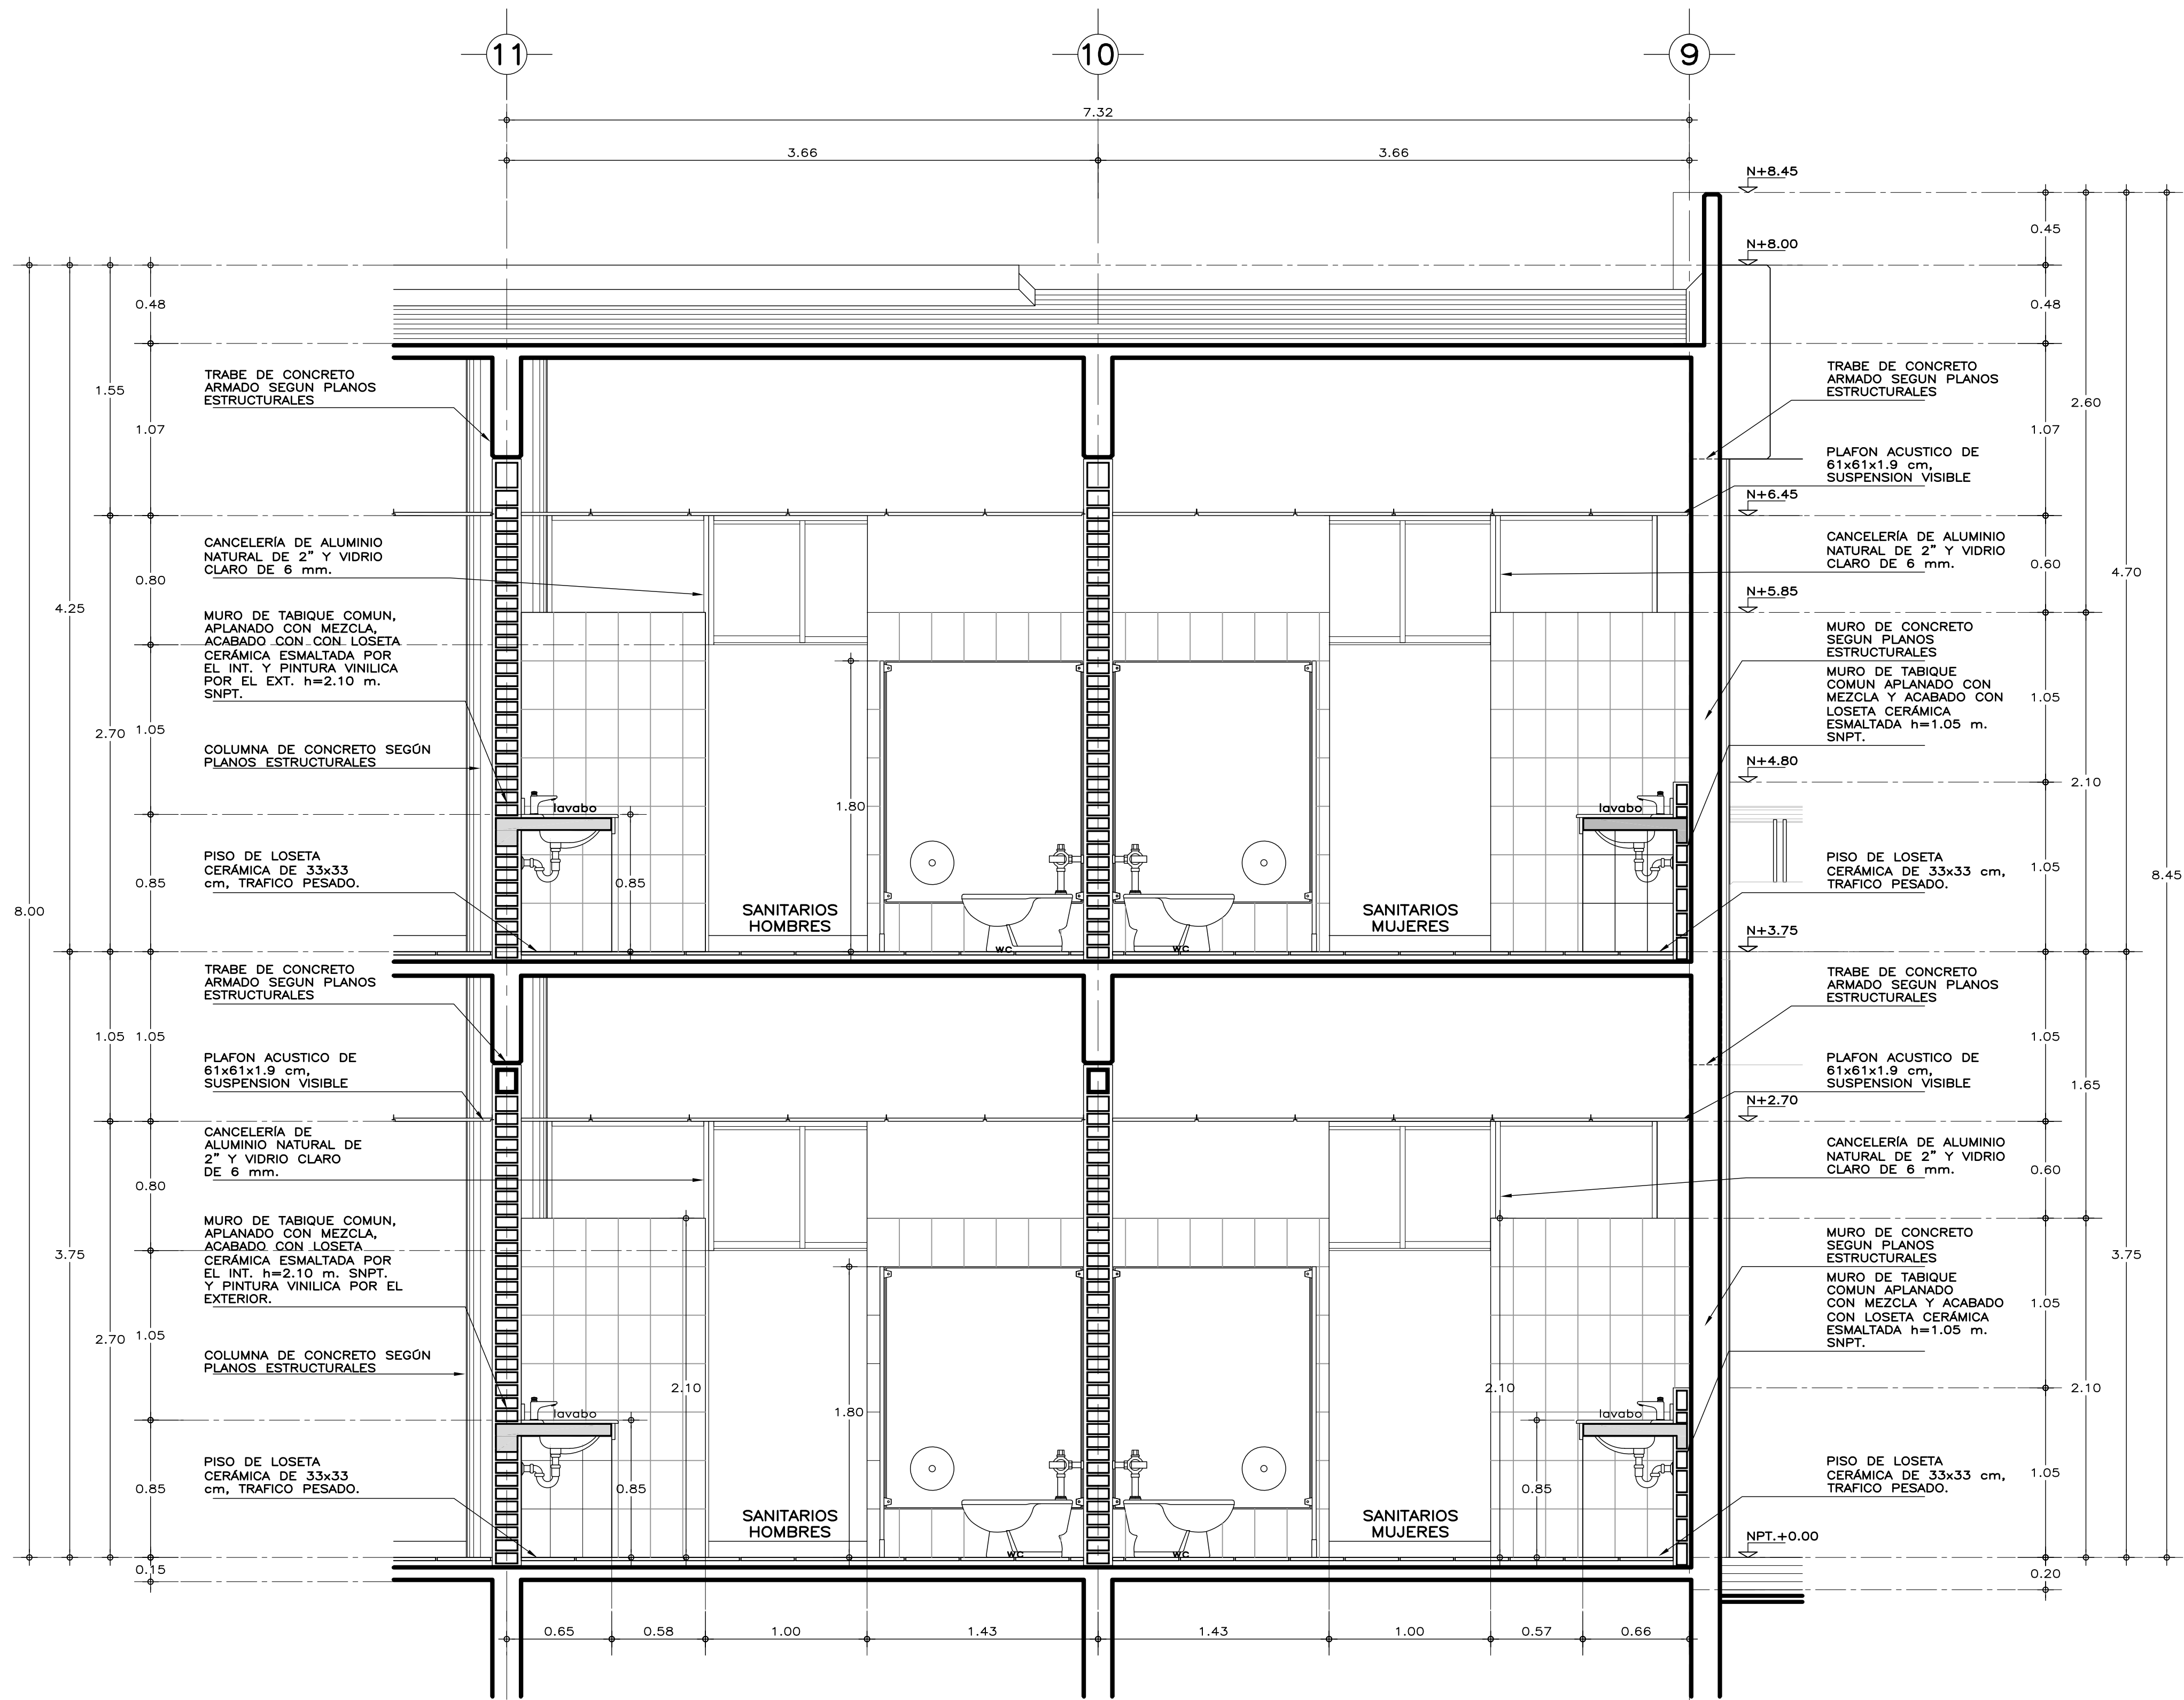 11
10
9
7.32
3.66
3.66
N+8.45
N+8.00
0.45
0.48
0.48
1.55
1.07
TRABE DE CONCRETO
ARMADO SEGUN PLANOS
ESTRUCTURALES
CANCELERÍA DE ALUMINIO
NATURAL DE 2" Y VIDRIO
CLARO DE 6 mm.
0.80
4.25
MURO DE TABIQUE COMUN,
APLANADO CON MEZCLA,
ACABADO CON CON LOSETA
CERÁMICA ESMALTADA POR
EL INT. Y PINTURA VINILICA
POR EL EXT. h=2.10 m.
SNPT.
2.70
1.05
COLUMNA DE CONCRETO SEGÚN
PLANOS ESTRUCTURALES
PISO DE LOSETA
CERÁMICA DE 33x33
cm, TRAFICO PESADO.
0.85
8.00
TRABE DE CONCRETO
ARMADO SEGUN PLANOS
ESTRUCTURALES
1.05
1.05
PLAFON ACUSTICO DE
61x61x1.9 cm,
SUSPENSION VISIBLE
CANCELERÍA DE
ALUMINIO NATURAL DE
2" Y VIDRIO CLARO
DE 6 mm.
0.80
MURO DE TABIQUE COMUN,
APLANADO CON MEZCLA,
ACABADO CON LOSETA
CERÁMICA ESMALTADA POR
EL INT. h=2.10 m. SNPT.
Y PINTURA VINILICA POR EL
EXTERIOR.
3.75
2.70
1.05
COLUMNA DE CONCRETO SEGÚN
PLANOS ESTRUCTURALES
PISO DE LOSETA
CERÁMICA DE 33x33
cm, TRAFICO PESADO.
0.85
0.15
lavabo
0.85
1.80
SANITARIOS
HOMBRES
WC
WC
SANITARIOS
MUJERES
lavabo
lavabo
0.85
2.10
1.80
SANITARIOS
HOMBRES
WC
WC
SANITARIOS
MUJERES
2.10
0.85
lavabo
0.65
0.58
1.00
1.43
1.43
1.00
0.57
0.66
TRABE DE CONCRETO
ARMADO SEGUN PLANOS
ESTRUCTURALES
2.60
1.07
PLAFON ACUSTICO DE
61x61x1.9 cm,
SUSPENSION VISIBLE
N+6.45
CANCELERÍA DE ALUMINIO
NATURAL DE 2" Y VIDRIO
CLARO DE 6 mm.
0.60
4.70
N+5.85
MURO DE CONCRETO
SEGUN PLANOS
ESTRUCTURALES
MURO DE TABIQUE
COMUN APLANADO CON
MEZCLA Y ACABADO CON
LOSETA CERÁMICA
ESMALTADA h=1.05 m.
SNPT.
1.05
N+4.80
2.10
PISO DE LOSETA
CERÁMICA DE 33x33 cm,
TRAFICO PESADO.
1.05
8.45
N+3.75
TRABE DE CONCRETO
ARMADO SEGUN PLANOS
ESTRUCTURALES
1.05
PLAFON ACUSTICO DE
61x61x1.9 cm,
SUSPENSION VISIBLE
1.65
N+2.70
CANCELERÍA DE ALUMINIO
NATURAL DE 2" Y VIDRIO
CLARO DE 6 mm.
0.60
MURO DE CONCRETO
SEGUN PLANOS
ESTRUCTURALES
3.75
MURO DE TABIQUE
COMUN APLANADO
CON MEZCLA Y ACABADO
CON LOSETA CERÁMICA
ESMALTADA h=1.05 m.
SNPT.
1.05
2.10
PISO DE LOSETA
CERÁMICA DE 33x33 cm,
TRAFICO PESADO.
1.05
NPT.+0.00
0.20